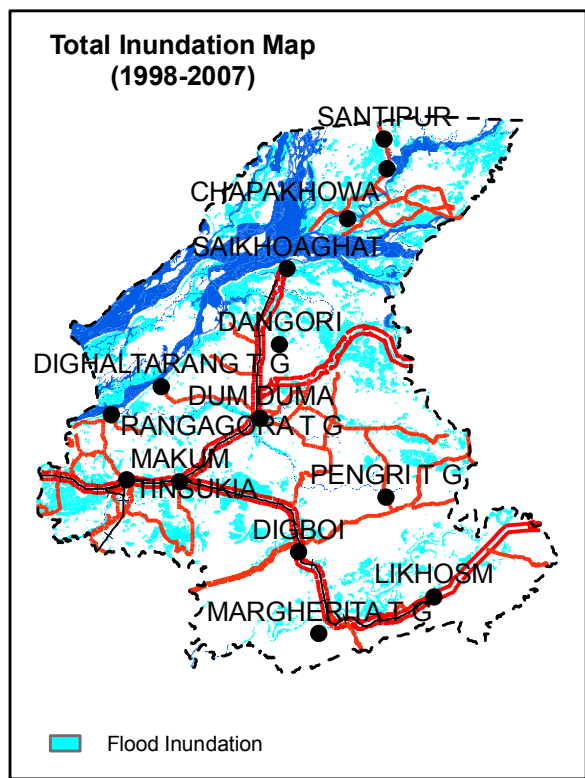 Total Inundation Map
(1998-2007)
SANTIPUR
CHAPAKHOWA
SAIKHOAGHAT
DANGORI
DIGHALTARANG T G
DUM DUMA
RANGAGORA T G
MAKUM
PENGRI T G
TINSUKIA
DIGBOI
LIKHOSM
MARGHERITA T G
Flood Inundation